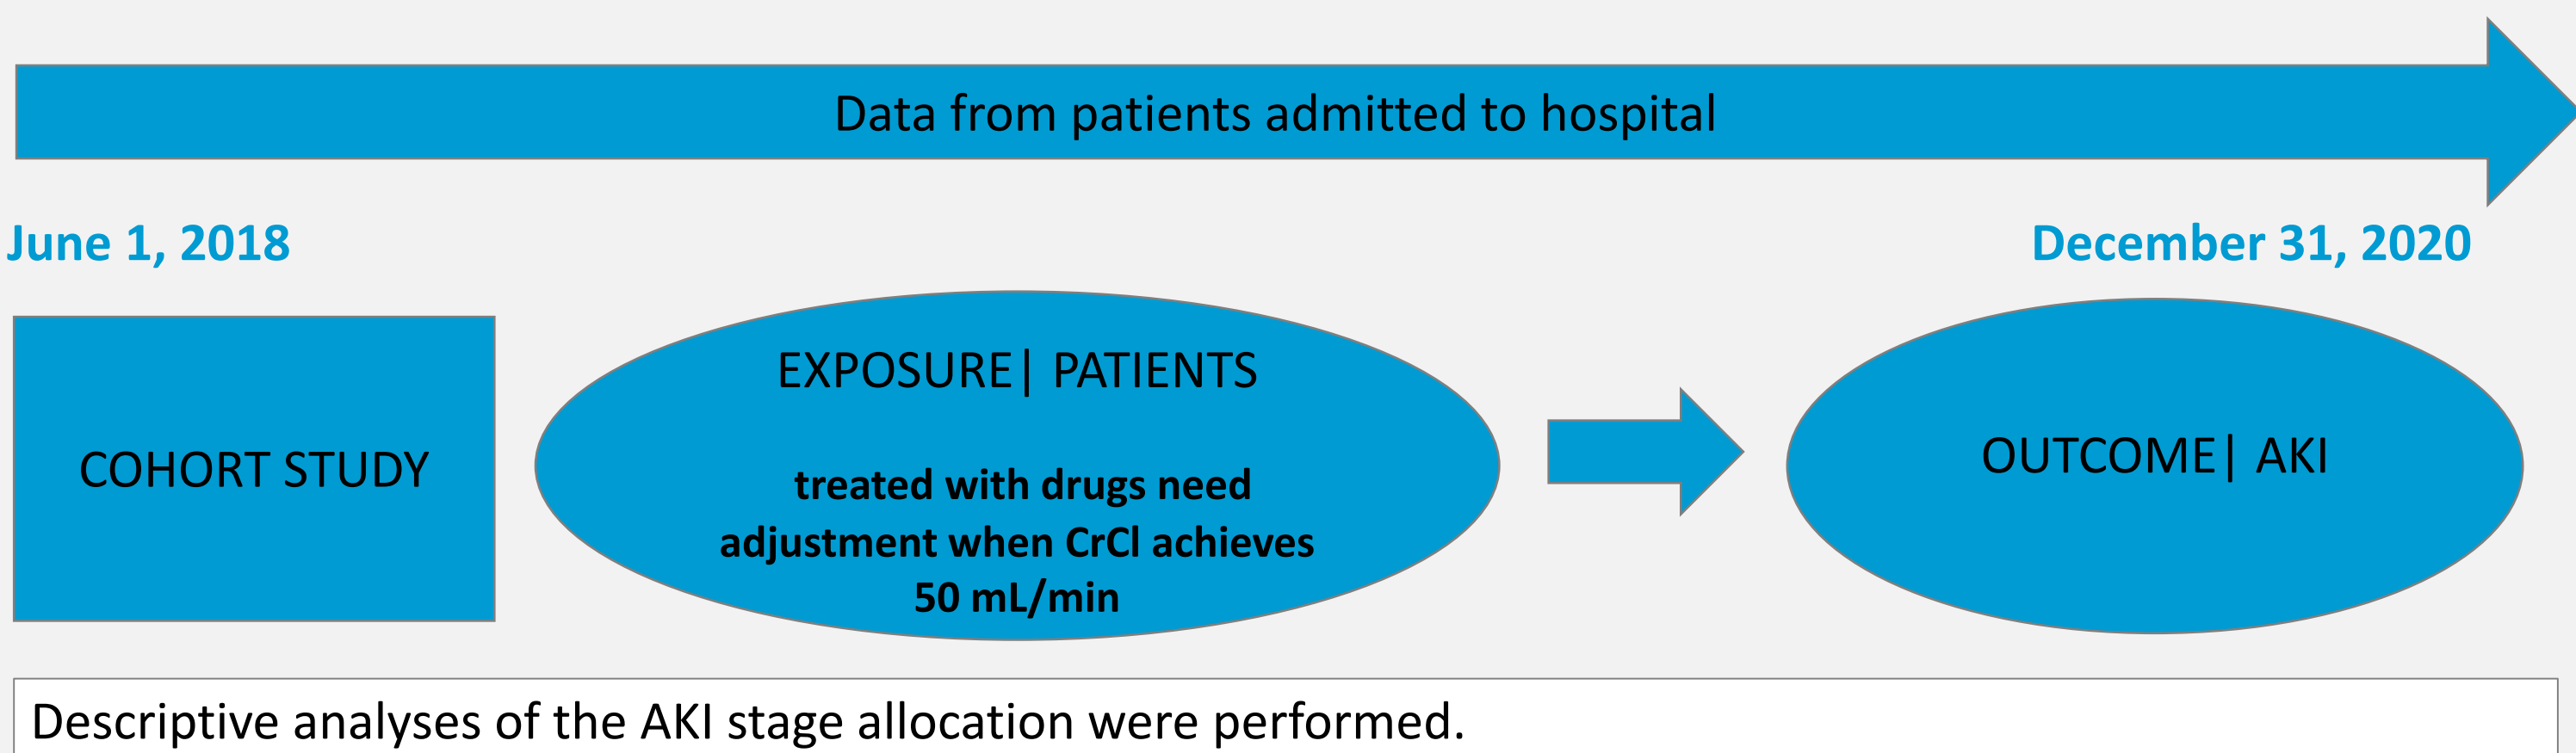 Data from patients admitted to hospital
June 1, 2018
December 31, 2020
COHORT STUDY
EXPOSURE| PATIENTS
treated with drugs need
adjustment when CrCl achieves
50 mL/min
OUTCOME| AKI
Descriptive analyses of the AKI stage allocation were performed.